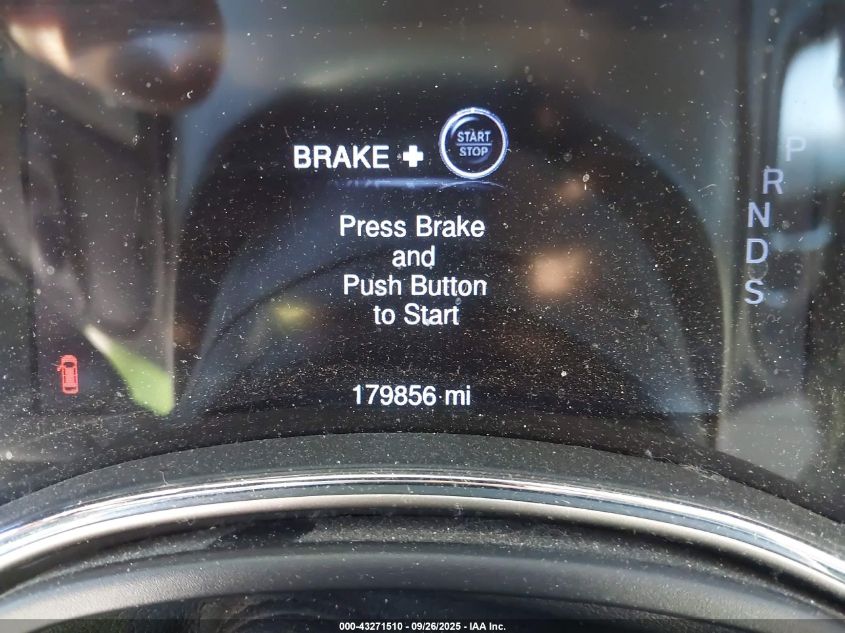 BRAKE + START
STOP
Press Brake
and
Push Button
to Start
179856 mi
P
R
N
D
S
000-43271510 - 09/26/2025 - IAA Inc.